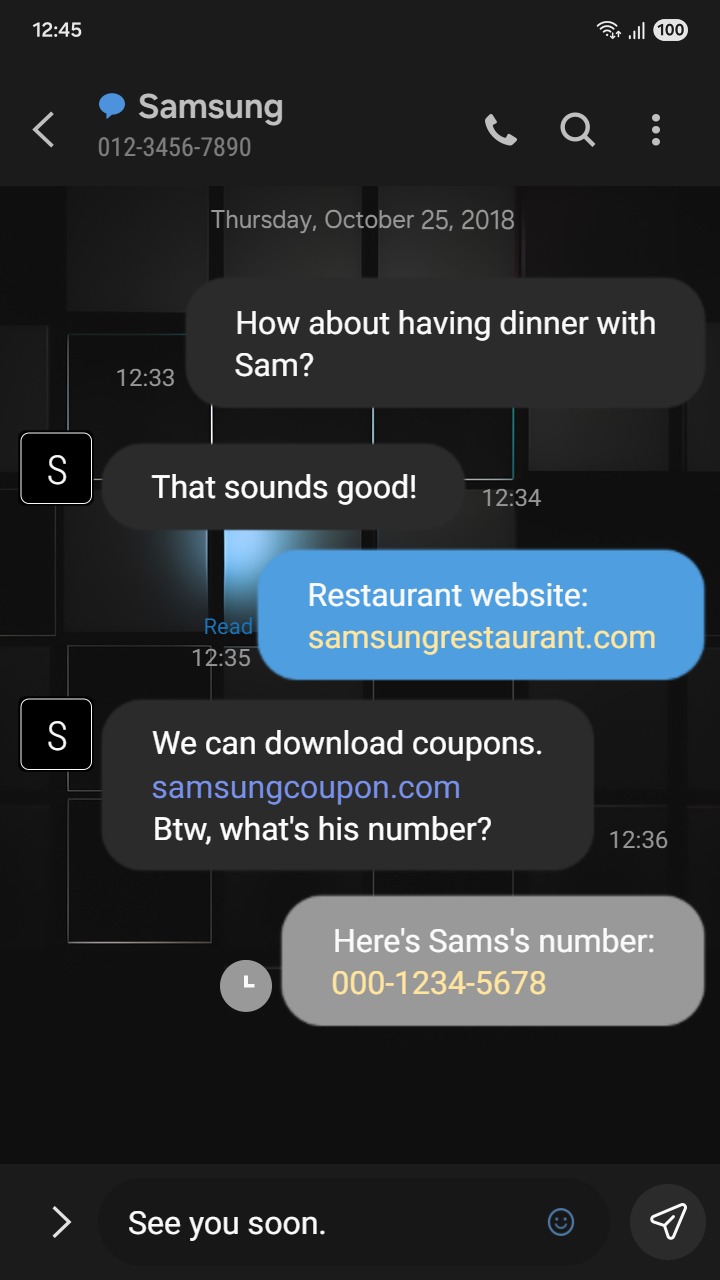 12:45
100
Samsung
012-3456-7890
Thursday, October 25, 2018
How about having dinner with
Sam?
12:33
S
That sounds good!
12:34
Restaurant website:
samsungrestaurant.com
Read
12:35
S
We can download coupons.
samsungcoupon.com
Btw, what's his number?
12:36
Here's Sams's number:
000-1234-5678
See you soon.